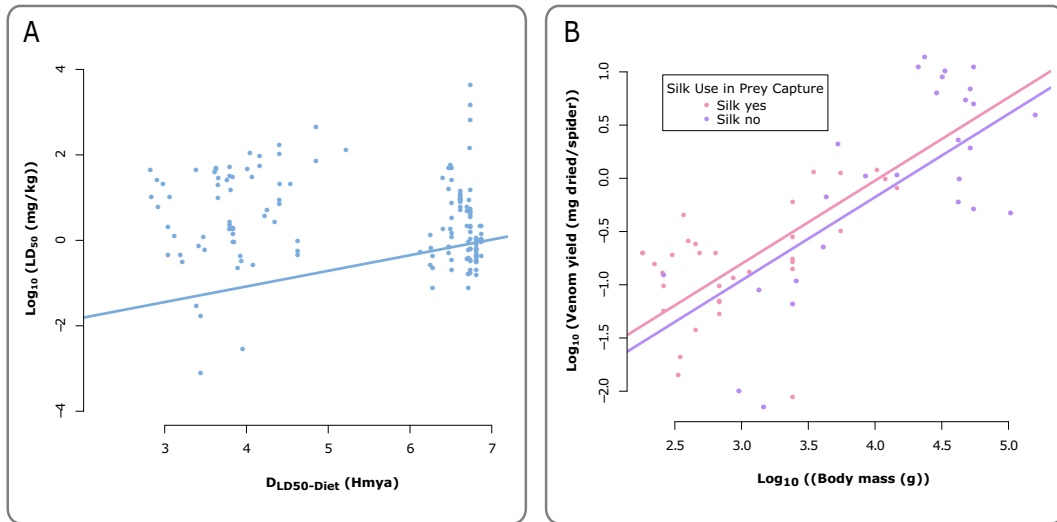 A
Log10 (LD50 (mg/kg))
4
2
0
-2
-4
3
4
5
6
7
DLD50-Diet (Hmya)
B
Log10 (Venom yield (mg dried/spider))
1.0
0.0
-0.5
-1.0
-1.5
-2.0
Silk Use in Prey Capture
Silk yes
Silk no
2.5
3.0
3.5
4.0
4.5
5.0
Log10 ((Body mass (g))